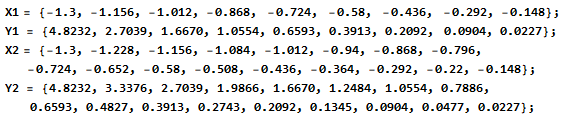 X1 = {-1.3, -1.156, -1.012, -0.868, -0.724, -0.58, -0.436, -0.292, -0.148};
Y1 = {4.8232, 2.7039, 1.6670, 1.0554, 0.6593, 0.3913, 0.2092, 0.0904, 0.0227};
X2 = {-1.3, -1.228, -1.156, -1.084, -1.012, -0.94, -0.868, -0.796,
-0.724, -0.652, -0.58, -0.508, -0.436, -0.364, -0.292, -0.22, -0.148};
Y2 = {4.8232, 3.3376, 2.7039, 1.9866, 1.6670, 1.2484, 1.0554, 0.7886,
0.6593, 0.4827, 0.3913, 0.2743, 0.2092, 0.1345, 0.0904, 0.0477, 0.0227};